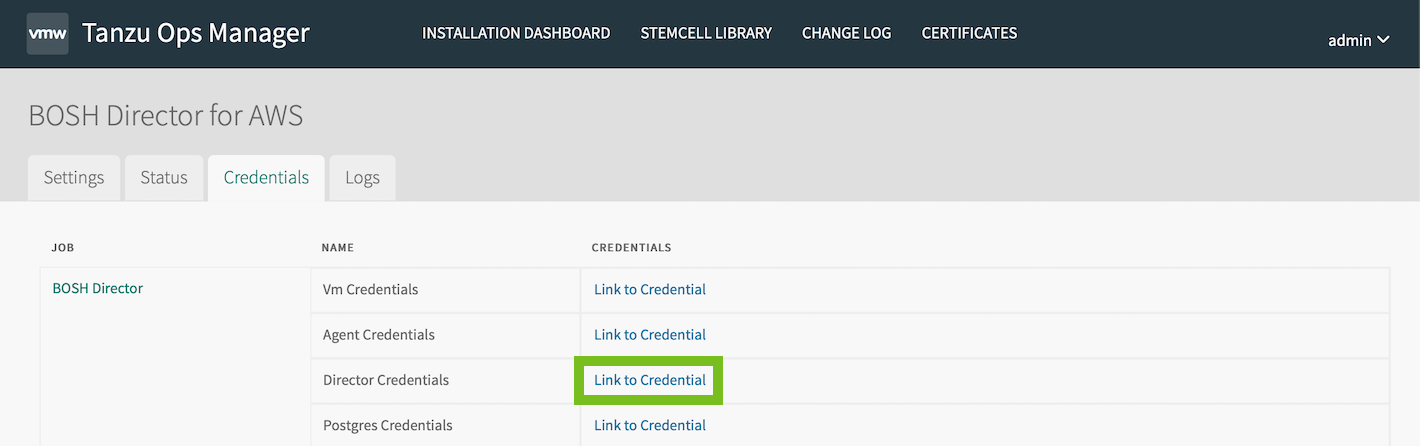 vmw Tanzu Ops Manager INSTALLATION DASHBOARD STEMCELL LIBRARY CHANGE LOG CERTIFICATES admin
BOSH Director for AWS
Settings Status Credentials Logs
JOB NAME CREDENTIALS
BOSH Director Vm Credentials Link to Credential
Agent Credentials Link to Credential
Director Credentials Link to Credential
Postgres Credentials Link to Credential